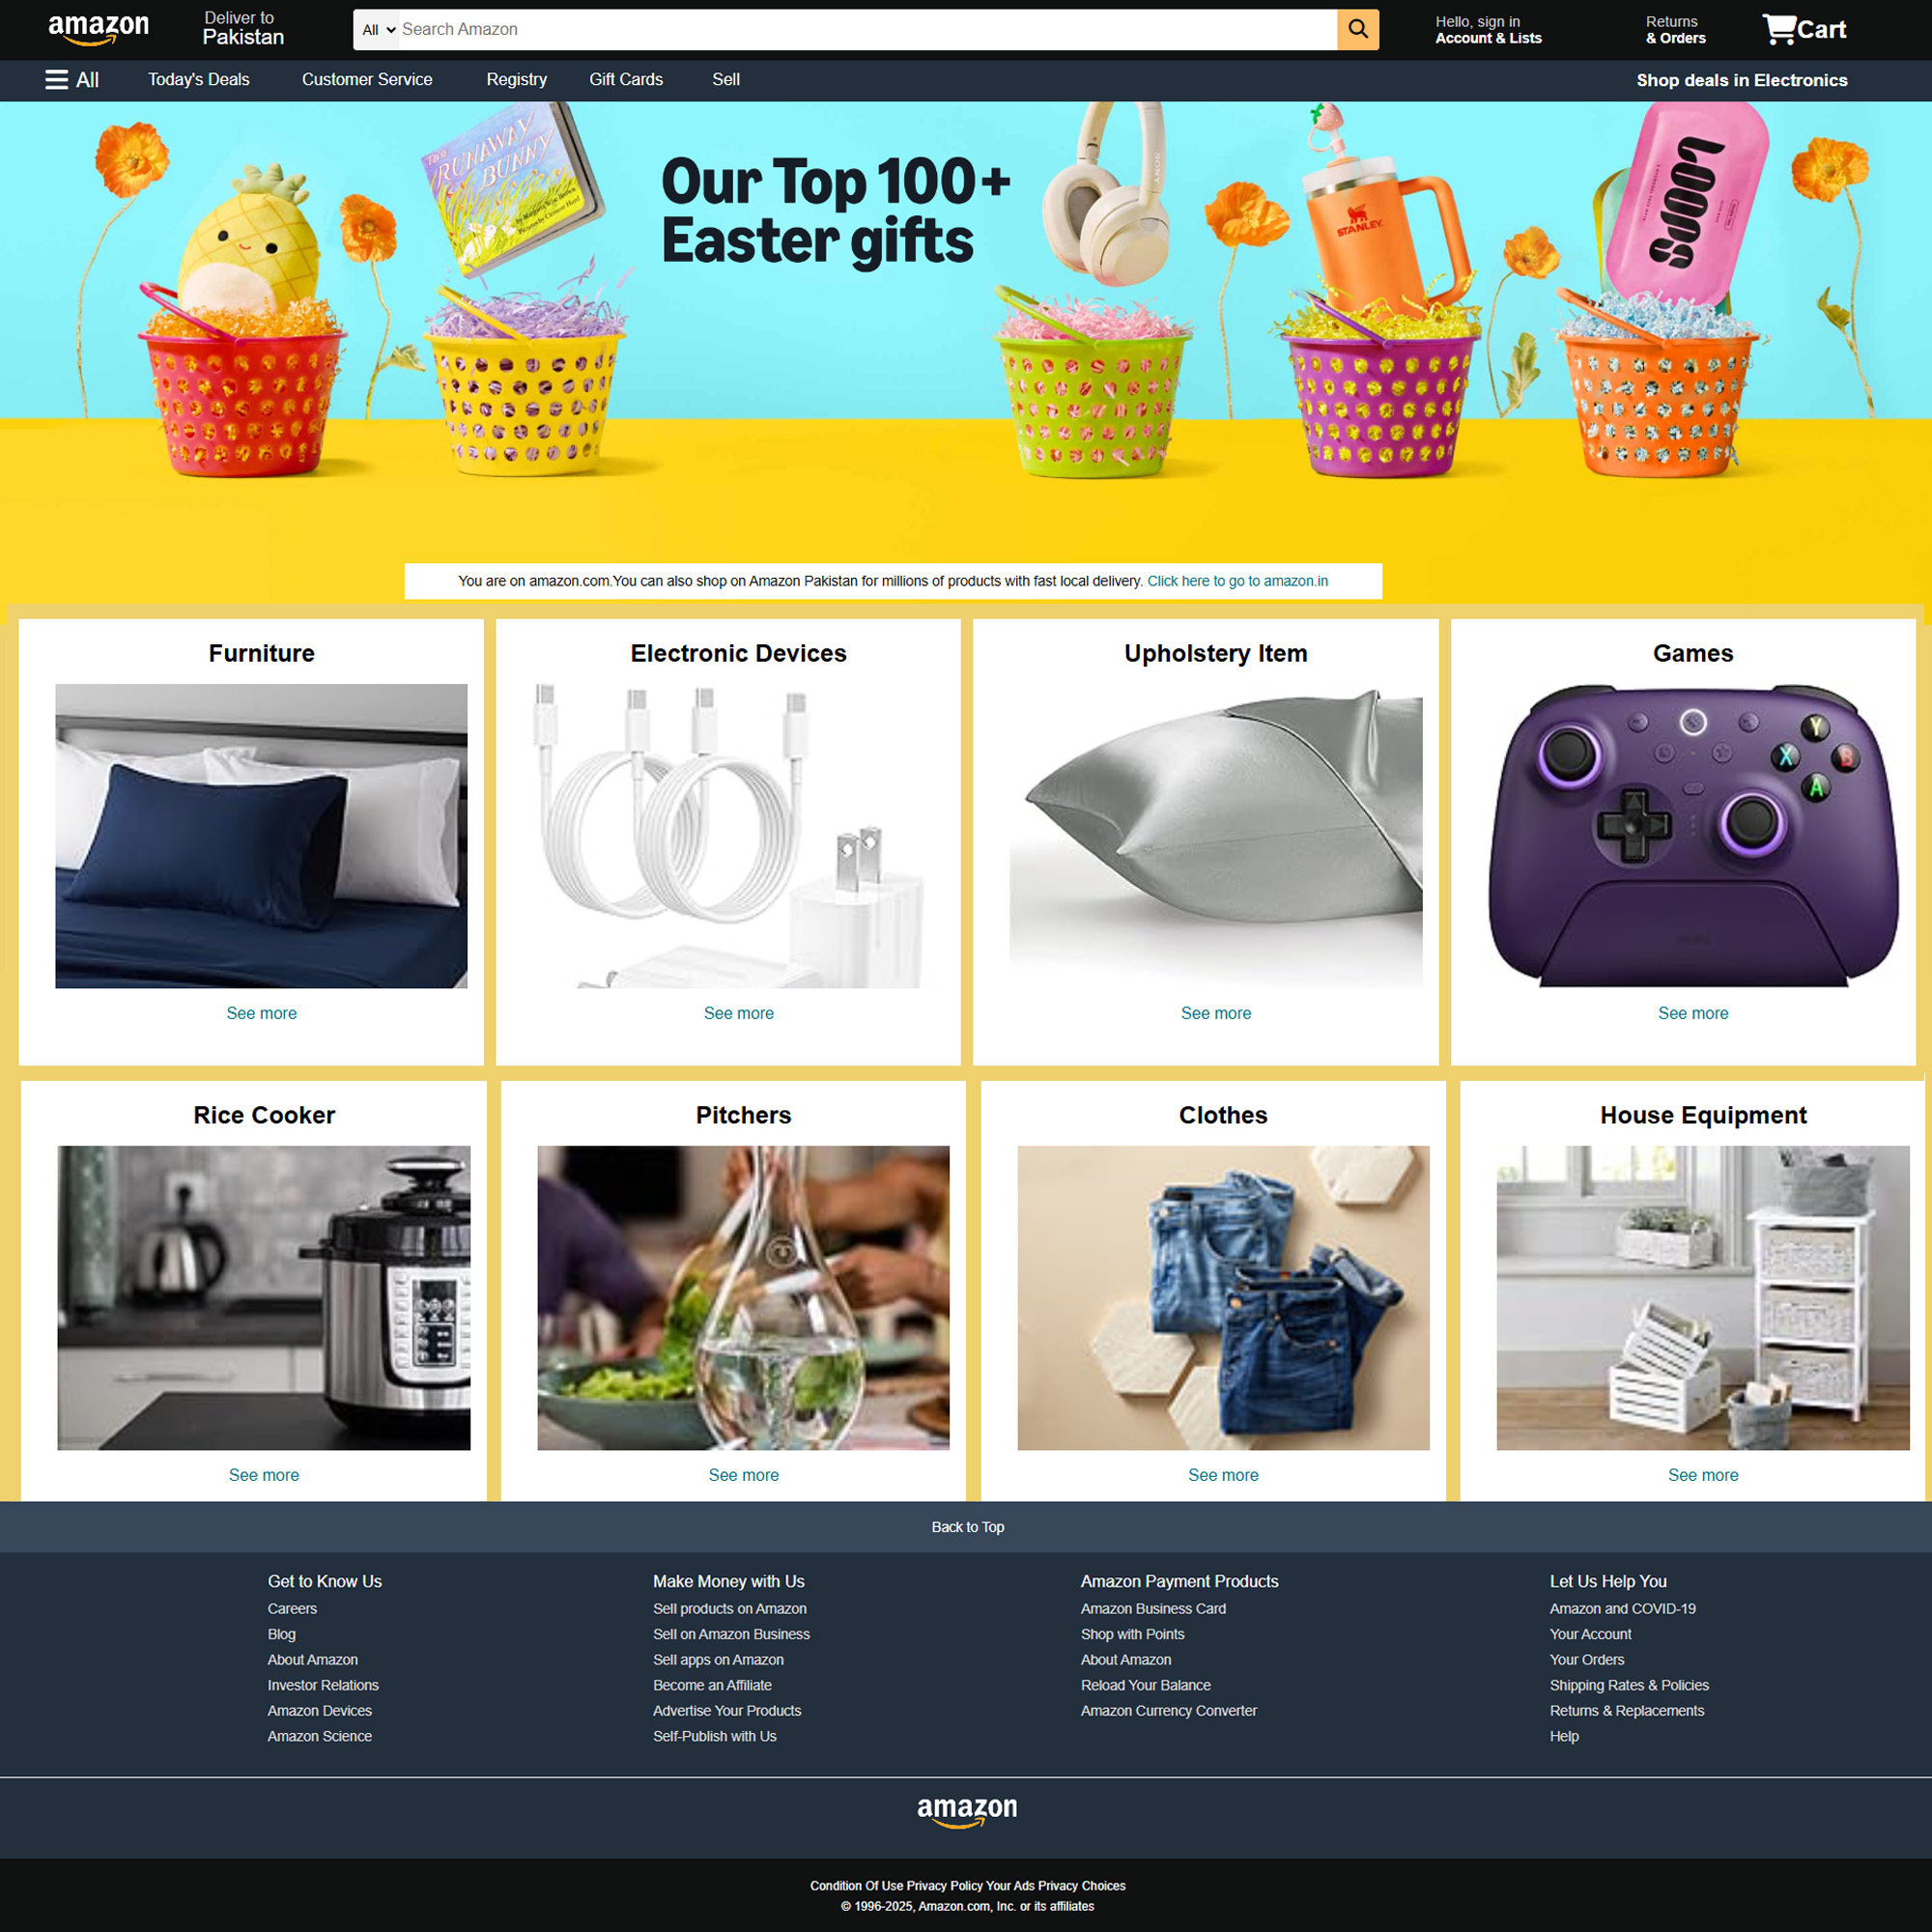 amazon
Deliver to
Pakistan
All
Search Amazon
Hello, sign in
Account & Lists
Returns
& Orders
Cart
All
Today's Deals
Customer Service
Registry
Gift Cards
Sell
Shop deals in Electronics
The
RUNAWAY
BUNNY
by Margaret Wise Brown
Pictures by Clement Hurd
Our Top 100+
Easter gifts
SONY
STANLEY
LOOPS
You are on amazon.com.You can also shop on Amazon Pakistan for millions of products with fast local delivery. Click here to go to amazon.in
Furniture
Electronic Devices
Upholstery Item
Games
Y
X
B
A
See more
See more
See more
See more
Rice Cooker
Pitchers
Clothes
House Equipment
See more
See more
See more
See more
Back to Top
Get to Know Us
Careers
Blog
About Amazon
Investor Relations
Amazon Devices
Amazon Science
Make Money with Us
Sell products on Amazon
Sell on Amazon Business
Sell apps on Amazon
Become an Affiliate
Advertise Your Products
Self-Publish with Us
Amazon Payment Products
Amazon Business Card
Shop with Points
About Amazon
Reload Your Balance
Amazon Currency Converter
Let Us Help You
Amazon and COVID-19
Your Account
Your Orders
Shipping Rates & Policies
Returns & Replacements
Help
amazon
Condition Of Use Privacy Policy Your Ads Privacy Choices
© 1996-2025, Amazon.com, Inc. or its affiliates